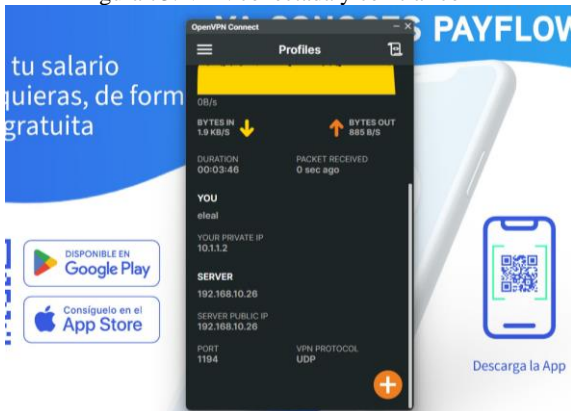 YA CONOCES PAYFLOW
tu salario
quieras, de form
gratuita
DISPONIBLE EN
Google Play
Consíguelo en el
App Store
OpenVPN Connect
Profiles
0B/s
BYTES IN
1.9 KB/S
BYTES OUT
885 B/S
DURATION
00:03:46
PACKET RECEIVED
0 sec ago
YOU
eleal
YOUR PRIVATE IP
10.1.1.2
SERVER
192.168.10.26
SERVER PUBLIC IP
192.168.10.26
PORT
1194
VPN PROTOCOL
UDP
Descarga la App